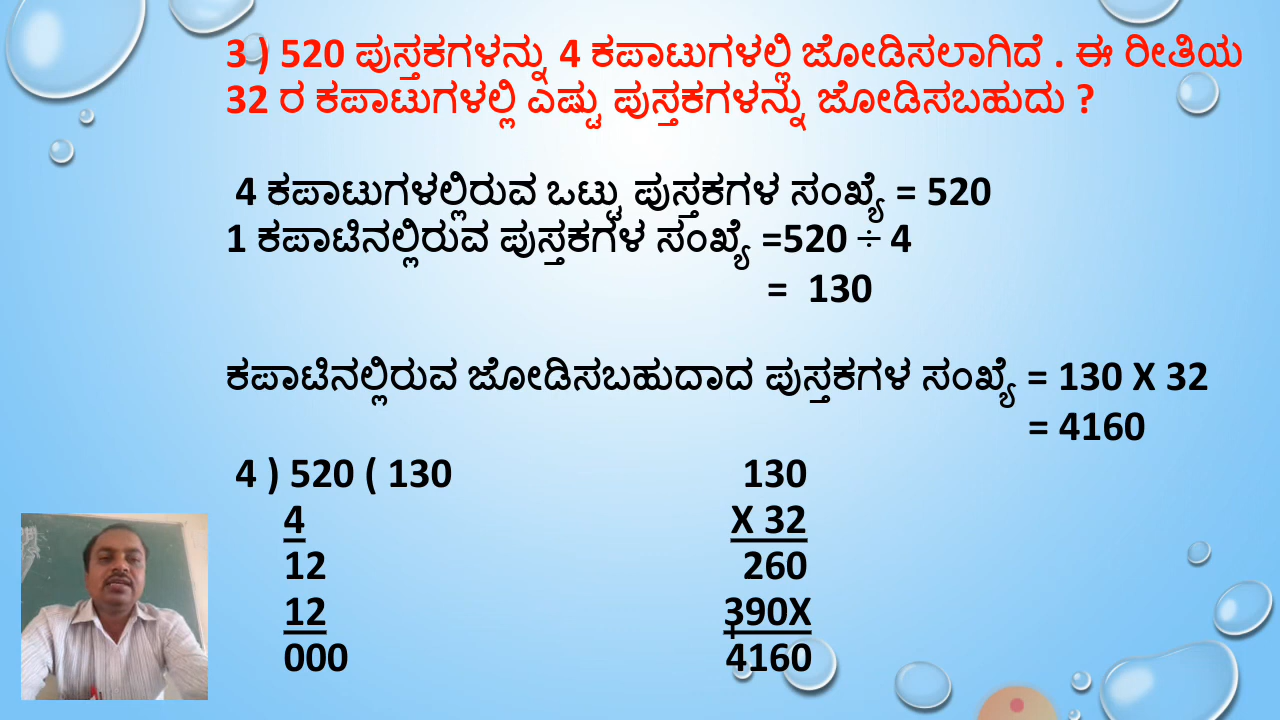 3 ) 520 ಪುಸ್ತಕಗಳನ್ನು 4 ಕಪಾಟುಗಳಲ್ಲಿ ಜೋಡಿಸಲಾಗಿದೆ . ಈ ರೀತಿಯ
32 ರ ಕಪಾಟುಗಳಲ್ಲಿ ಎಷ್ಟು ಪುಸ್ತಕಗಳನ್ನು ಜೋಡಿಸಬಹುದು ?
4 ಕಪಾಟುಗಳಲ್ಲಿರುವ ಒಟ್ಟು ಪುಸ್ತಕಗಳ ಸಂಖ್ಯೆ = 520
1 ಕಪಾಟಿನಲ್ಲಿರುವ ಪುಸ್ತಕಗಳ ಸಂಖ್ಯೆ =520 ÷ 4
= 130
ಕಪಾಟಿನಲ್ಲಿರುವ ಜೋಡಿಸಬಹುದಾದ ಪುಸ್ತಕಗಳ ಸಂಖ್ಯೆ = 130 X 32
= 4160
4 ) 520 ( 130 130
4 X 32
12 260
12 +390X
000 4160